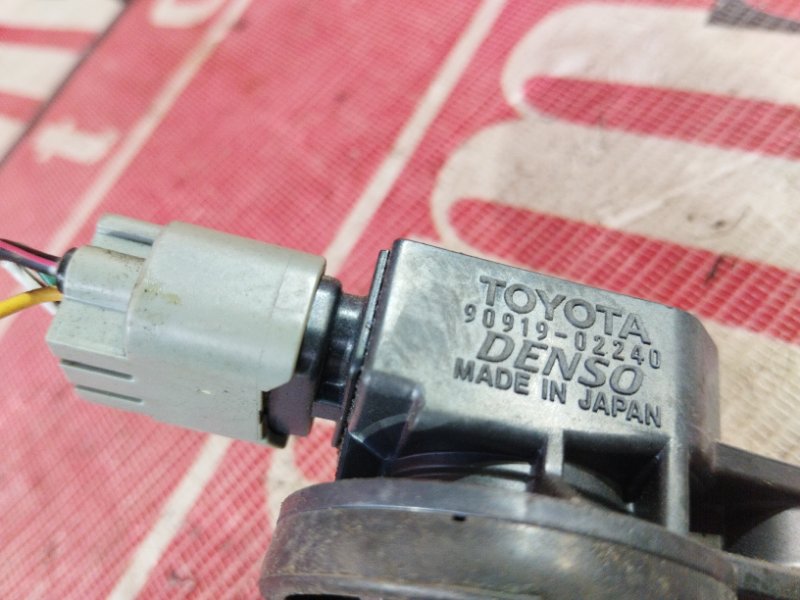 TOYOTA
90919-02240
DENSO
MADE IN JAPAN
t